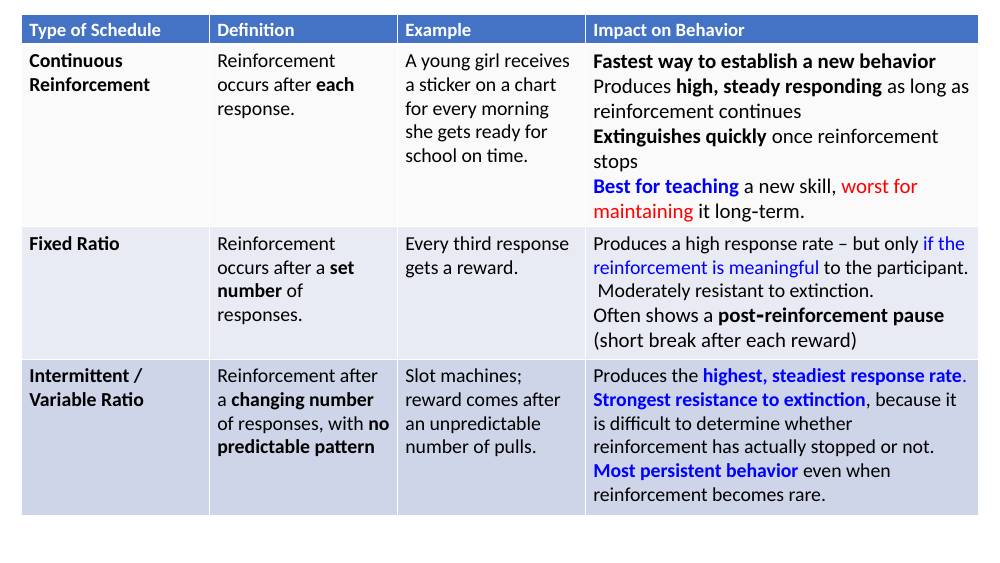 Type of Schedule
Definition
Example
Impact on Behavior
Continuous
Reinforcement
Reinforcement
occurs after each
response.
A young girl receives
a sticker on a chart
for every morning
she gets ready for
school on time.
Fastest way to establish a new behavior
Produces high, steady responding as long as
reinforcement continues
Extinguishes quickly once reinforcement
stops
Best for teaching a new skill, worst for
maintaining it long-term.
Fixed Ratio
Reinforcement
occurs after a set
number of
responses.
Every third response
gets a reward.
Produces a high response rate – but only if the
reinforcement is meaningful to the participant.
Moderately resistant to extinction.
Often shows a post-reinforcement pause
(short break after each reward)
Intermittent /
Variable Ratio
Reinforcement after
a changing number
of responses, with no
predictable pattern
Slot machines;
reward comes after
an unpredictable
number of pulls.
Produces the highest, steadiest response rate.
Strongest resistance to extinction, because it
is difficult to determine whether
reinforcement has actually stopped or not.
Most persistent behavior even when
reinforcement becomes rare.